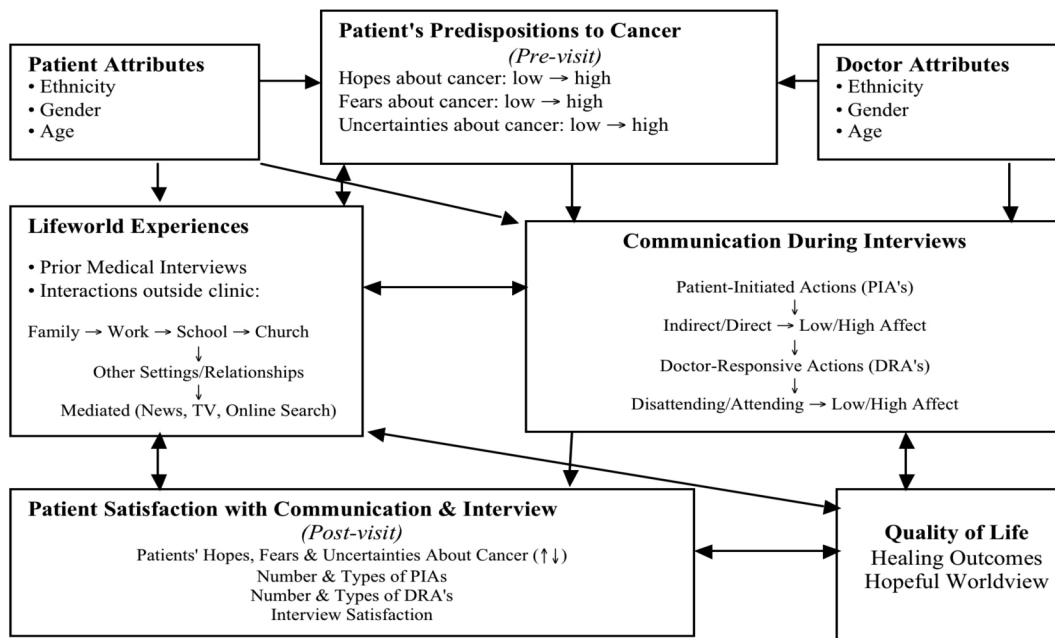 Patient's Predispositions to Cancer
(Pre-visit)
Hopes about cancer: low → high
Fears about cancer: low → high
Uncertainties about cancer: low → high
Patient Attributes
• Ethnicity
• Gender
• Age
Doctor Attributes
• Ethnicity
• Gender
• Age
Lifeworld Experiences
• Prior Medical Interviews
• Interactions outside clinic:
Family → Work → School → Church
↓
Other Settings/Relationships
↓
Mediated (News, TV, Online Search)
Communication During Interviews
Patient-Initiated Actions (PIA's)
↓
Indirect/Direct → Low/High Affect
↓
Doctor-Responsive Actions (DRA's)
↓
Disattending/Attending → Low/High Affect
Patient Satisfaction with Communication & Interview
(Post-visit)
Patients' Hopes, Fears & Uncertainties About Cancer (↑↓)
Number & Types of PIAs
Number & Types of DRA's
Interview Satisfaction
Quality of Life
Healing Outcomes
Hopeful Worldview